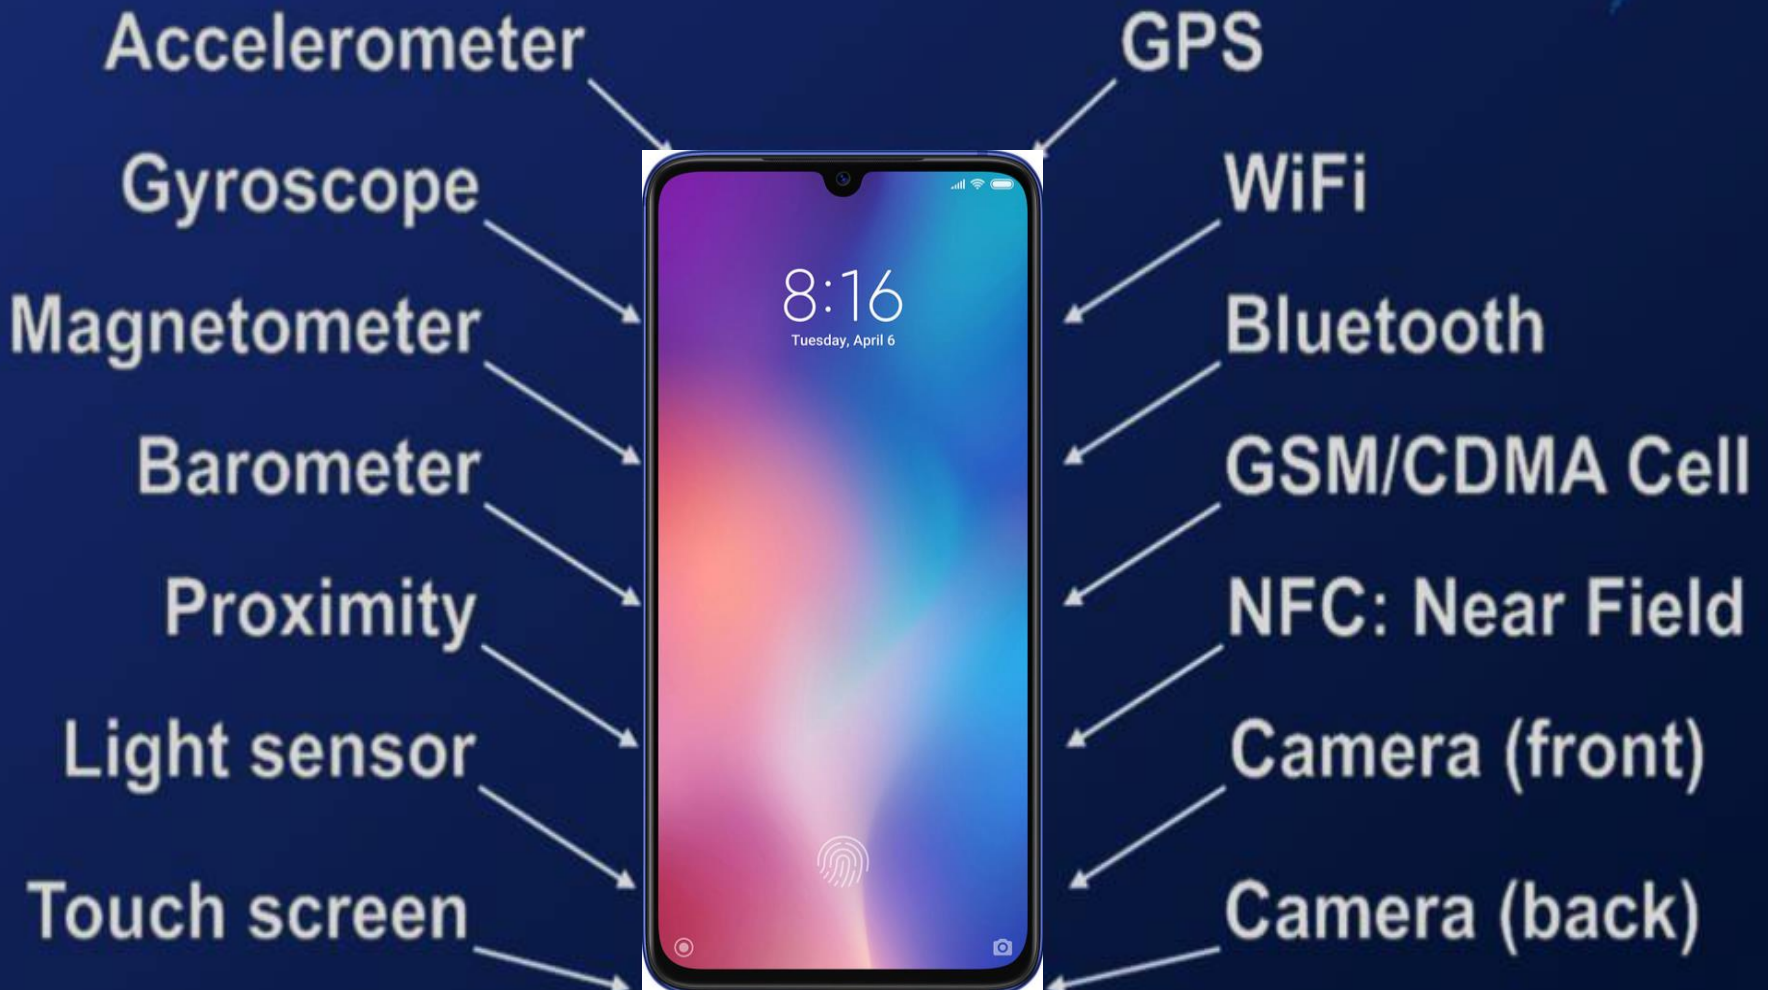 Accelerometer
GPS
Gyroscope
WiFi
Magnetometer
Bluetooth
Barometer
GSM/CDMA Cell
Proximity
NFC: Near Field
Light sensor
Camera (front)
Touch screen
Camera (back)
8:16
Tuesday, April 6